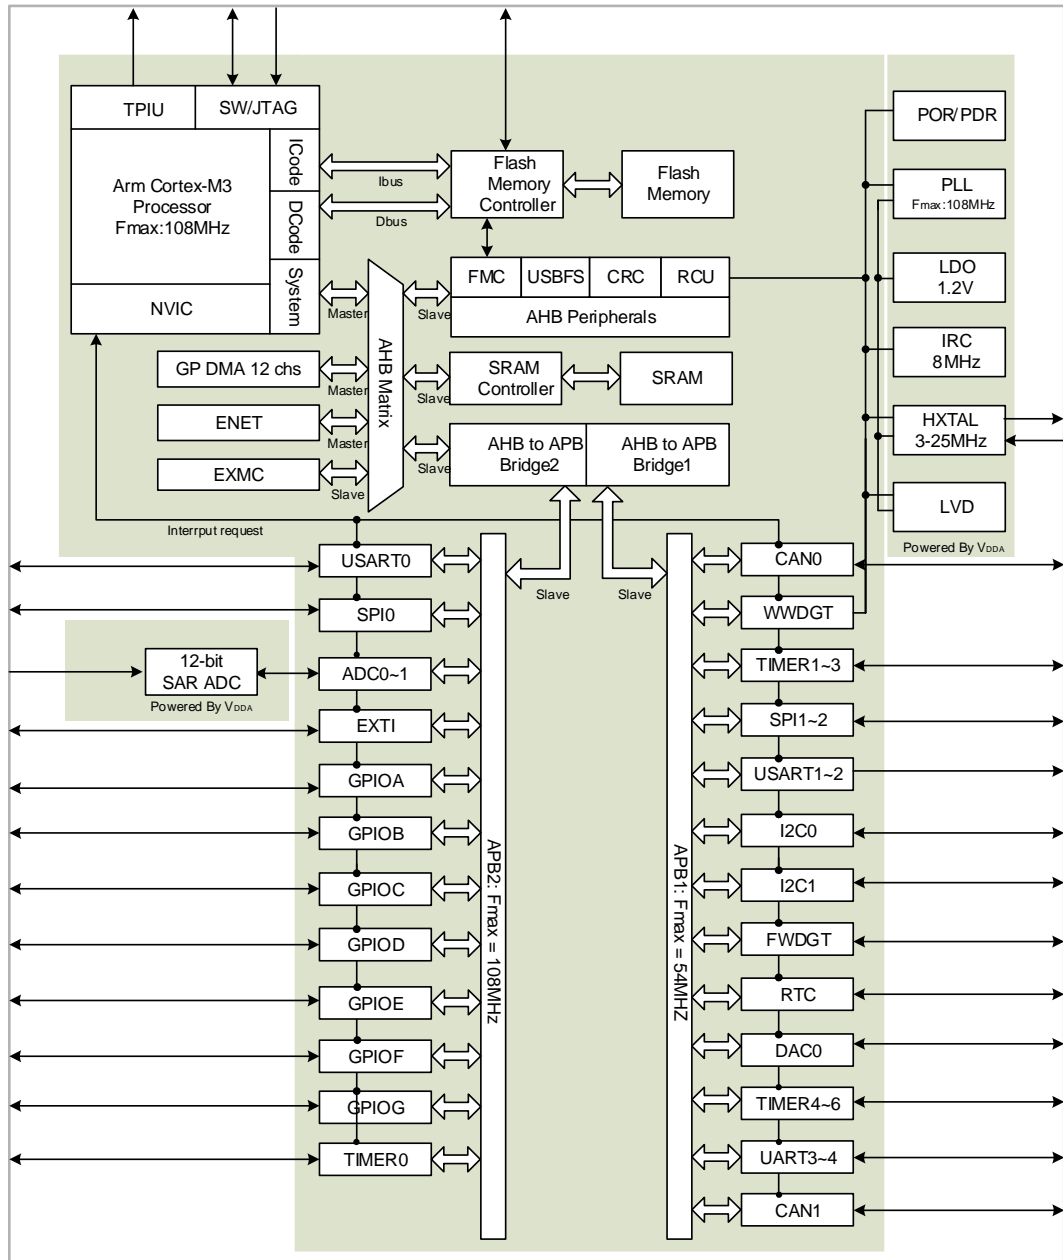 TPIU
SW/JTAG
POR/PDR
Arm Cortex-M3
Processor
Fmax:108MHz
ICode
DCode
System
NVIC
Ibus
Dbus
Flash
Memory
Controller
Flash
Memory
PLL
Fmax:108MHz
LDO
1.2V
IRC
8MHz
HXTAL
3-25MHz
LVD
Powered By VDDA
FMC
USBFS
CRC
RCU
AHB Peripherals
Master
Slave
AHB Matrix
GP DMA 12 chs
Master
Slave
SRAM
Controller
SRAM
ENET
Master
EXMC
Slave
Slave
AHB to APB
Bridge2
AHB to APB
Bridge1
Interrput request
Slave
Slave
USART0
SPI0
12-bit
SAR ADC
Powered By VDDA
ADC0~1
EXTI
GPIOA
GPIOB
GPIOC
GPIOD
GPIOE
GPIOF
GPIOG
TIMER0
APB2: Fmax = 108MHz
APB1: Fmax = 54MHZ
CAN0
WWDGT
TIMER1~3
SPI1~2
USART1~2
I2C0
I2C1
FWDGT
RTC
DAC0
TIMER4~6
UART3~4
CAN1